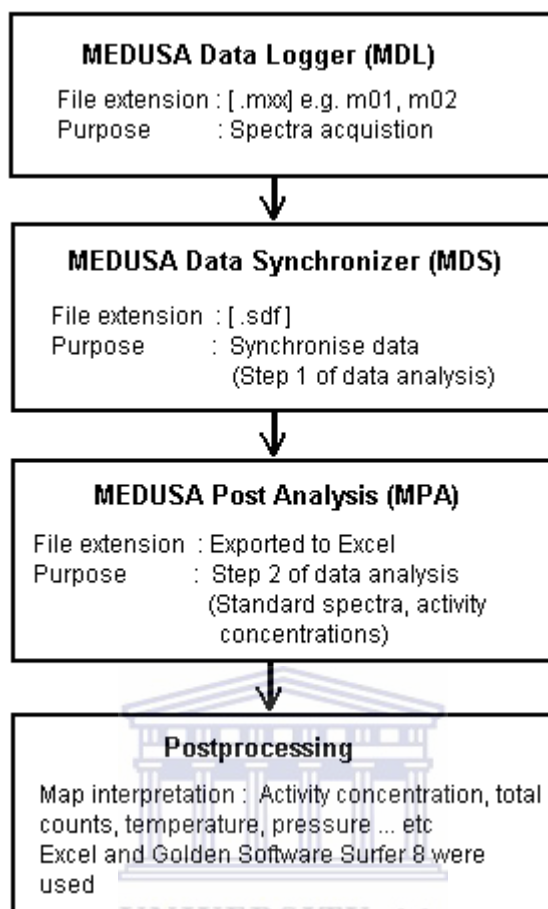 MEDUSA Data Logger (MDL)
File extension : [ .mxx] e.g. m01, m02
Purpose : Spectra acquistion
MEDUSA Data Synchronizer (MDS)
File extension : [ .sdf]
Purpose : Synchronise data
(Step 1 of data analysis)
MEDUSA Post Analysis (MPA)
File extension : Exported to Excel
Purpose : Step 2 of data analysis
(Standard spectra, activity
concentrations)
Postprocessing
Map interpretation : Activity concentration, total
counts, temperature, pressure ... etc
Excel and Golden Software Surfer 8 were
used